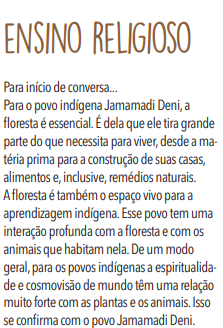 ENSINO RELIGIOSO
Para início de conversa...
Para o povo indígena Jamamadi Deni, a
floresta é essencial. É dela que ele tira grande
parte do que necessita para viver, desde a ma-
téria prima para a construção de suas casas,
alimentos e, inclusive, remédios naturais.
A floresta é também o espaço vivo para a
aprendizagem indígena. Esse povo tem uma
interação profunda com a floresta e com os
animais que habitam nela. De um modo
geral, para os povos indígenas a espiritualida-
de e cosmovisão de mundo têm uma relação
muito forte com as plantas e os animais. Isso
se confirma com o povo Jamamadi Deni.